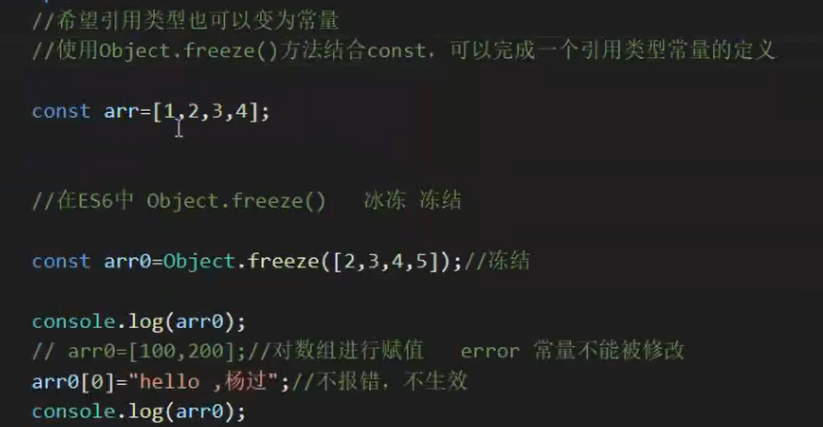 //希望引用类型也可以变为常量
//使用Object.freeze()方法结合const，可以完成一个引用类型常量的定义
const arr=[1,2,3,4];
//在ES6中 Object.freeze()   冰冻 冻结
const arr0=Object.freeze([2,3,4,5]);//冻结
console.log(arr0);
// arr0=[100,200];//对数组进行赋值   error 常量不能被修改
arr0[0]="hello ,杨过";//不报错，不生效
console.log(arr0);